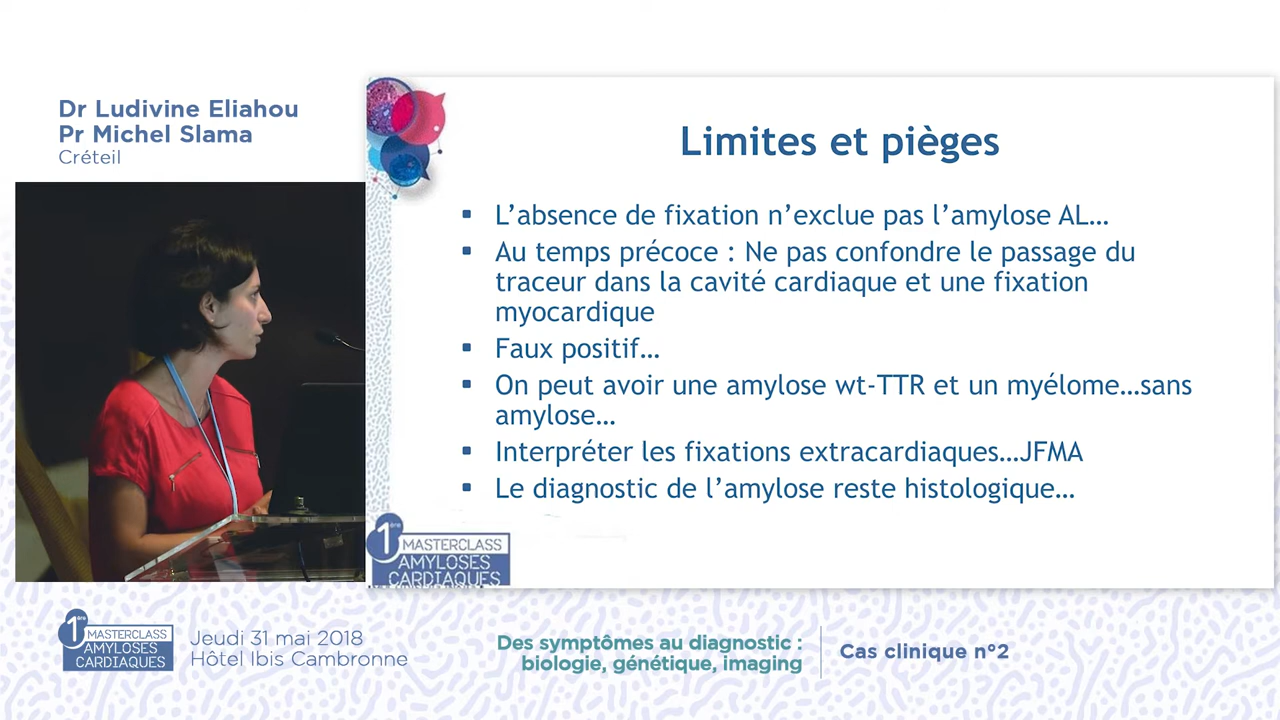 Dr Ludivine Eliahou
Pr Michel Slama
Créteil
Limites et pièges
▪ L’absence de fixation n’exclue pas l’amylose AL…
▪ Au temps précoce : Ne pas confondre le passage du
traceur dans la cavité cardiaque et une fixation
myocardique
▪ Faux positif…
▪ On peut avoir une amylose wt-TTR et un myélome…sans
amylose…
▪ Interpréter les fixations extracardiaques…JFMA
▪ Le diagnostic de l’amylose reste histologique…
1ère
MASTERCLASS
AMYLOSES
CARDIAQUES
1ère
MASTERCLASS
AMYLOSES
CARDIAQUES
Jeudi 31 mai 2018
Hôtel Ibis Cambronne
Des symptômes au diagnostic :
biologie, génétique, imaging
Cas clinique n°2